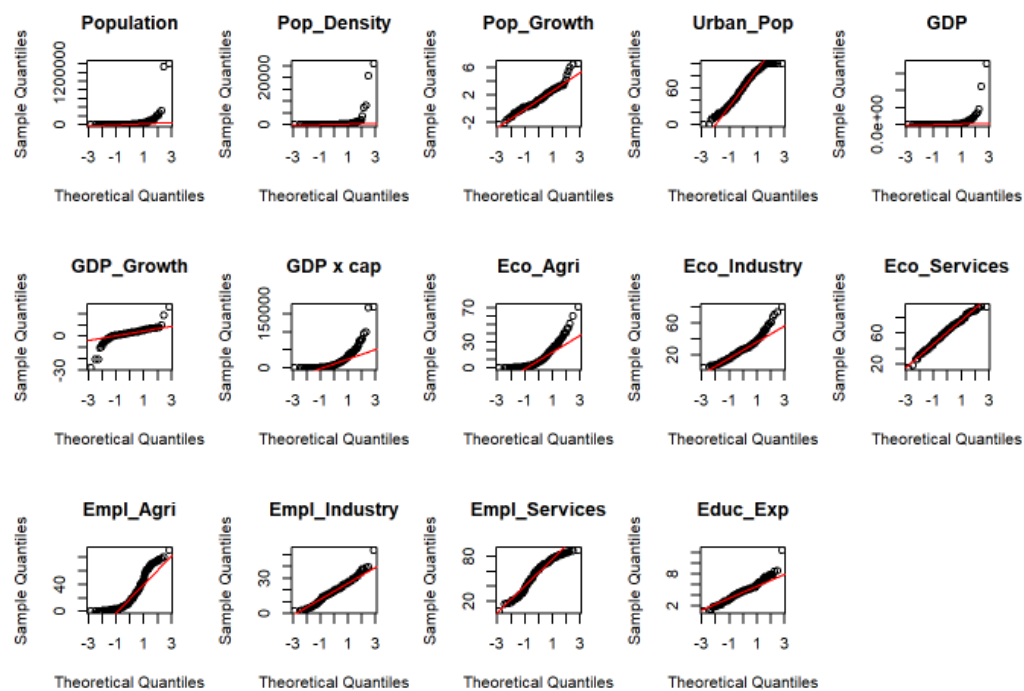 Population
Sample Quantiles
0 1200000
-3 -1 1 3
Theoretical Quantiles
Pop_Density
Sample Quantiles
0 20000
-3 -1 1 3
Theoretical Quantiles
Pop_Growth
Sample Quantiles
-2 2 6
-3 -1 1 3
Theoretical Quantiles
Urban_Pop
Sample Quantiles
0 60
-3 -1 1 3
Theoretical Quantiles
GDP
Sample Quantiles
0.0e+00
-3 -1 1 3
Theoretical Quantiles
GDP_Growth
Sample Quantiles
-30 0
-3 -1 1 3
Theoretical Quantiles
GDP x cap
Sample Quantiles
0 150000
-3 -1 1 3
Theoretical Quantiles
Eco_Agri
Sample Quantiles
0 30 70
-3 -1 1 3
Theoretical Quantiles
Eco_Industry
Sample Quantiles
20 60
-3 -1 1 3
Theoretical Quantiles
Eco_Services
Sample Quantiles
20 60
-3 -1 1 3
Theoretical Quantiles
Empl_Agri
Sample Quantiles
0 40
-3 -1 1 3
Theoretical Quantiles
Empl_Industry
Sample Quantiles
0 30
-3 -1 1 3
Theoretical Quantiles
Empl_Services
Sample Quantiles
20 80
-3 -1 1 3
Theoretical Quantiles
Educ_Exp
Sample Quantiles
2 8
-3 -1 1 3
Theoretical Quantiles